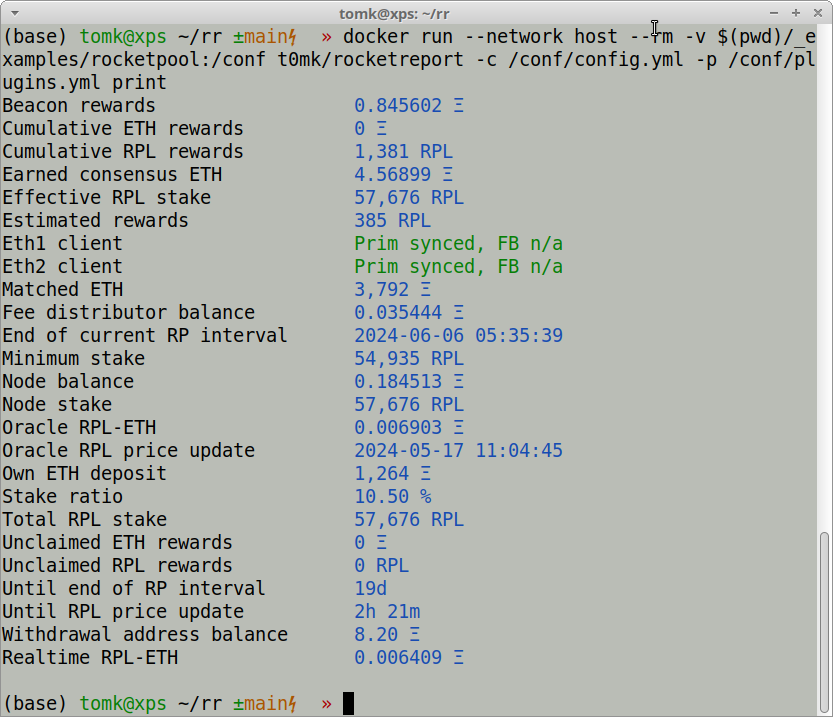 tomk@xps: ~/rr
(base) tomk@xps ~/rr ±main⚡ » docker run --network host --rm -v $(pwd)/_e
xamples/rocketpool:/conf t0mk/rocketreport -c /conf/config.yml -p /conf/pl
ugins.yml print
Beacon rewards 0.845602 Ξ
Cumulative ETH rewards 0 Ξ
Cumulative RPL rewards 1,381 RPL
Earned consensus ETH 4.56899 Ξ
Effective RPL stake 57,676 RPL
Estimated rewards 385 RPL
Eth1 client Prim synced, FB n/a
Eth2 client Prim synced, FB n/a
Matched ETH 3,792 Ξ
Fee distributor balance 0.035444 Ξ
End of current RP interval 2024-06-06 05:35:39
Minimum stake 54,935 RPL
Node balance 0.184513 Ξ
Node stake 57,676 RPL
Oracle RPL-ETH 0.006903 Ξ
Oracle RPL price update 2024-05-17 11:04:45
Own ETH deposit 1,264 Ξ
Stake ratio 10.50 %
Total RPL stake 57,676 RPL
Unclaimed ETH rewards 0 Ξ
Unclaimed RPL rewards 0 RPL
Until end of RP interval 19d
Until RPL price update 2h 21m
Withdrawal address balance 8.20 Ξ
Realtime RPL-ETH 0.006409 Ξ
(base) tomk@xps ~/rr ±main⚡ »